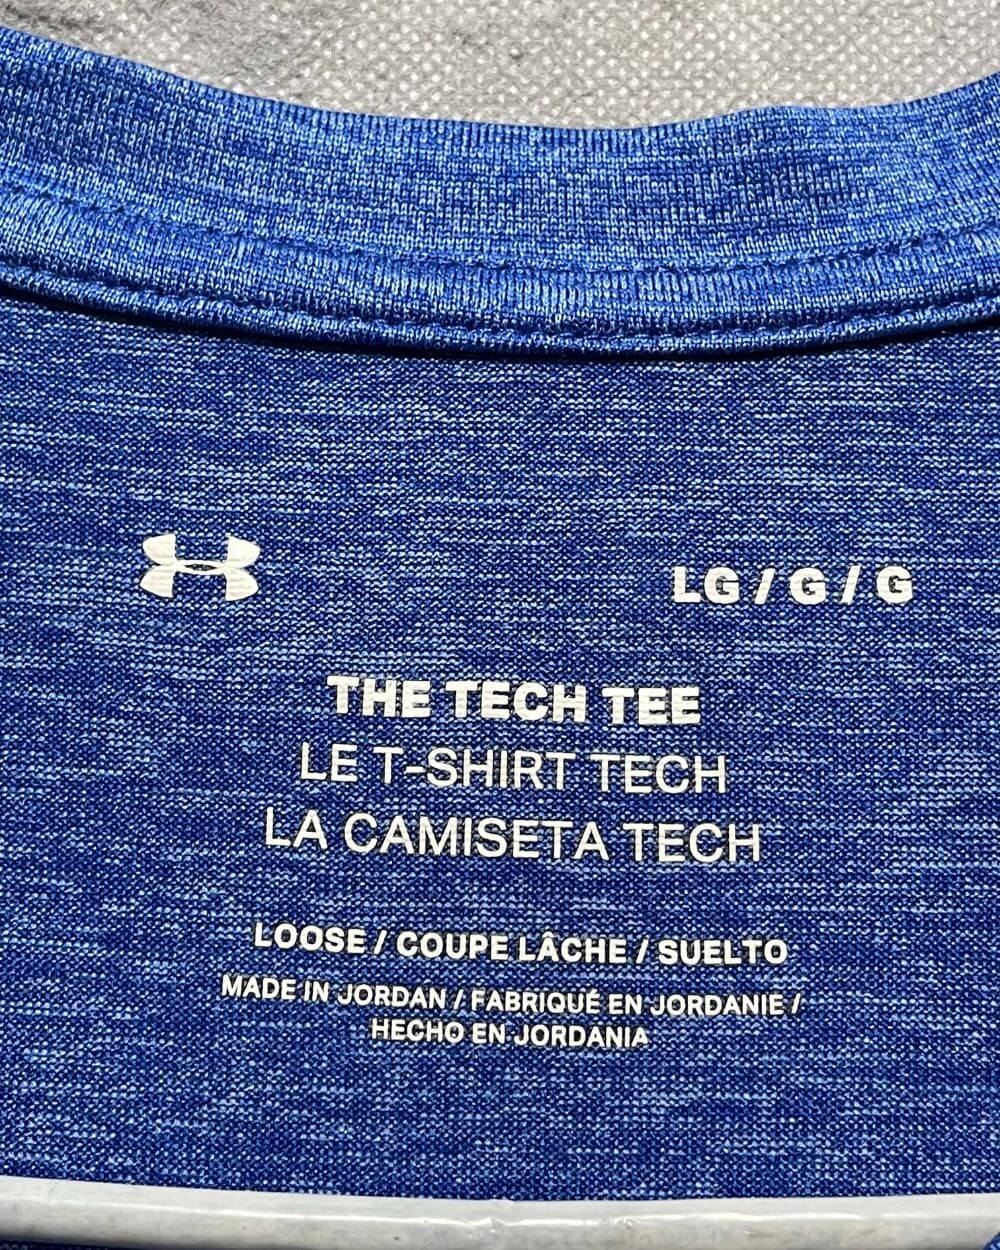 LG / G / G
THE TECH TEE
LE T-SHIRT TECH
LA CAMISETA TECH
LOOSE / COUPE LÂCHE / SUELTO
MADE IN JORDAN / FABRIQUÉ EN JORDANIE /
HECHO EN JORDANIA